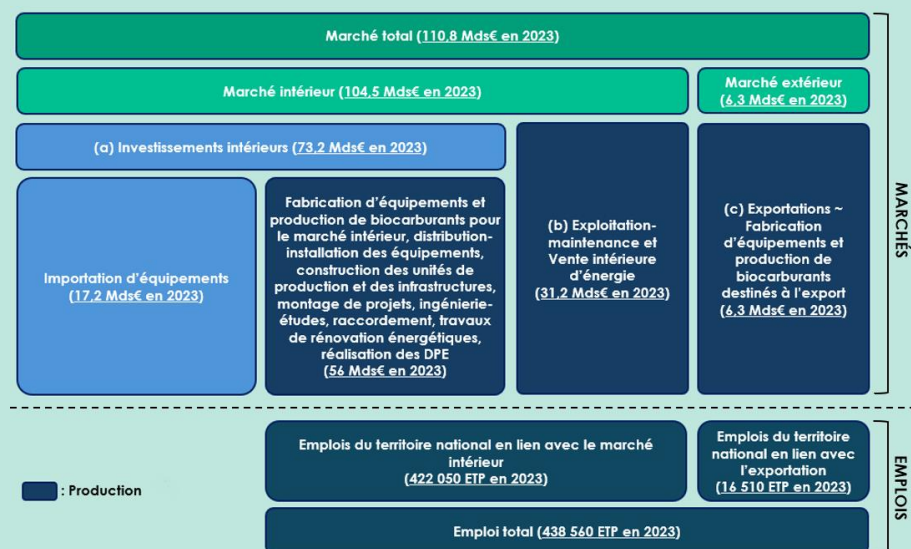 Marché total (110,8 Mds€ en 2023)
Marché intérieur (104,5 Mds€ en 2023)
Marché extérieur
(6,3 Mds€ en 2023)
(a) Investissements intérieurs (73,2 Mds€ en 2023)
Importation d'équipements
(17,2 Mds€ en 2023)
Fabrication d'équipements et
production de biocarburants pour
le marché intérieur, distribution-
installation des équipements,
construction des unités de
production et des infrastructures,
montage de projets, ingénierie-
études, raccordement, travaux
de rénovation énergétiques,
réalisation des DPE
(56 Mds€ en 2023)
(b) Exploitation-
maintenance et
Vente intérieure
d'énergie
(31,2 Mds€ en 2023)
(c) Exportations ~
Fabrication
d'équipements et
production de
biocarburants
destinés à l'export
(6,3 Mds€ en 2023)
MARCHÉS
Emplois du territoire national en lien avec le marché
intérieur
(422 050 ETP en 2023)
Emplois du territoire
national en lien avec
l'exportation
(16 510 ETP en 2023)
: Production
Emploi total (438 560 ETP en 2023)
EMPLOIS